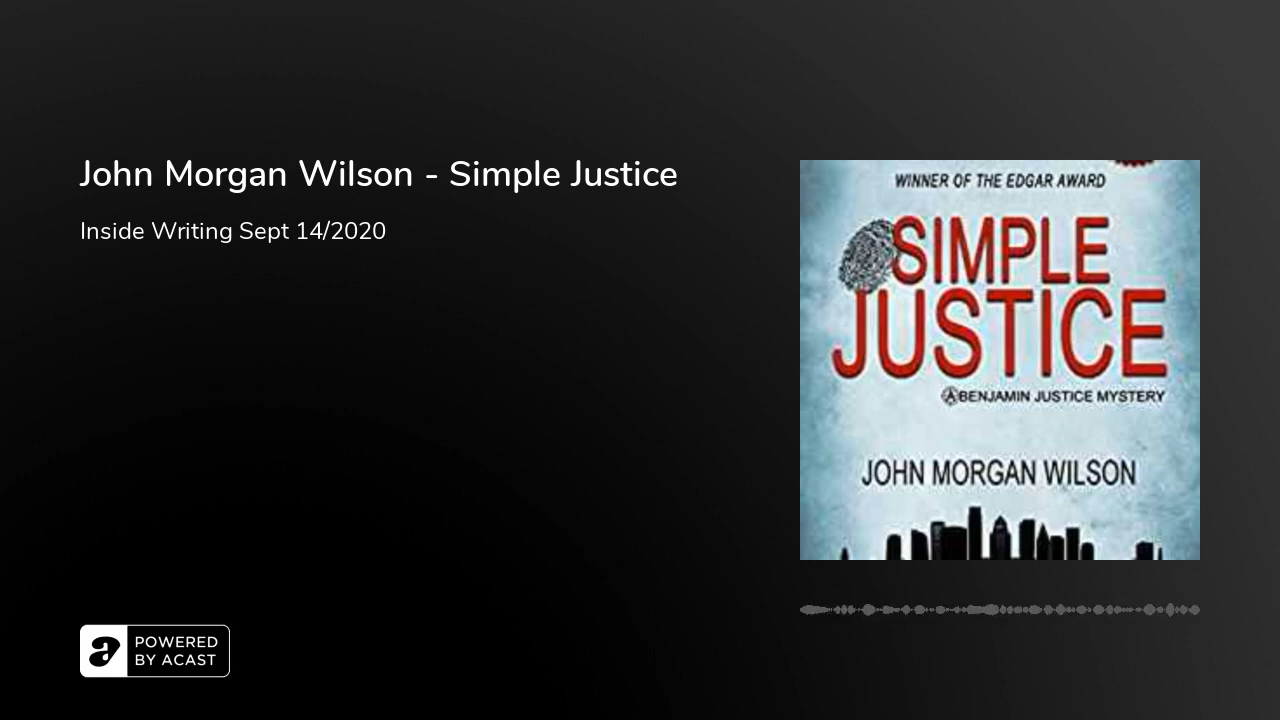 John Morgan Wilson - Simple Justice
Inside Writing Sept 14/2020
WINNER OF THE EDGAR AWARD
SIMPLE
JUSTICE
A BENJAMIN JUSTICE MYSTERY
JOHN MORGAN WILSON
a POWERED
BY ACAST